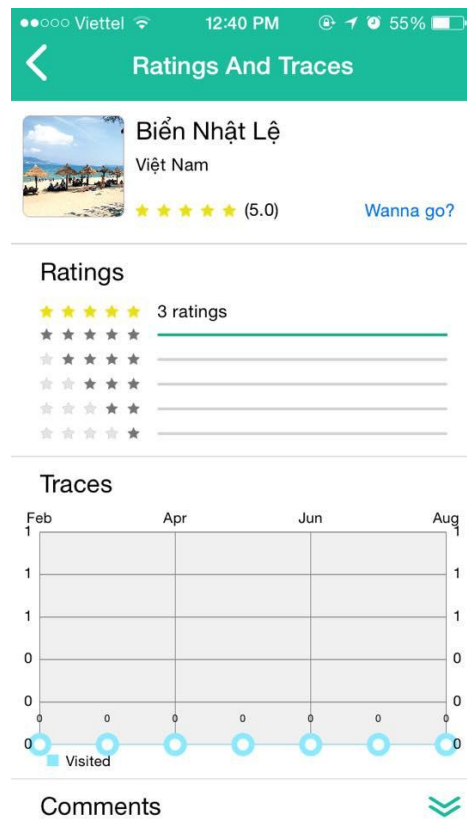 Viettel 12:40 PM 55%
Ratings And Traces
Biển Nhật Lệ
Việt Nam
(5.0) Wanna go?
Ratings
3 ratings
Traces
Feb Apr Jun Aug
1 1
1 1
1 1
0 0
0 0
0 0 0 0 0 0 0
0 0
Visited
Comments